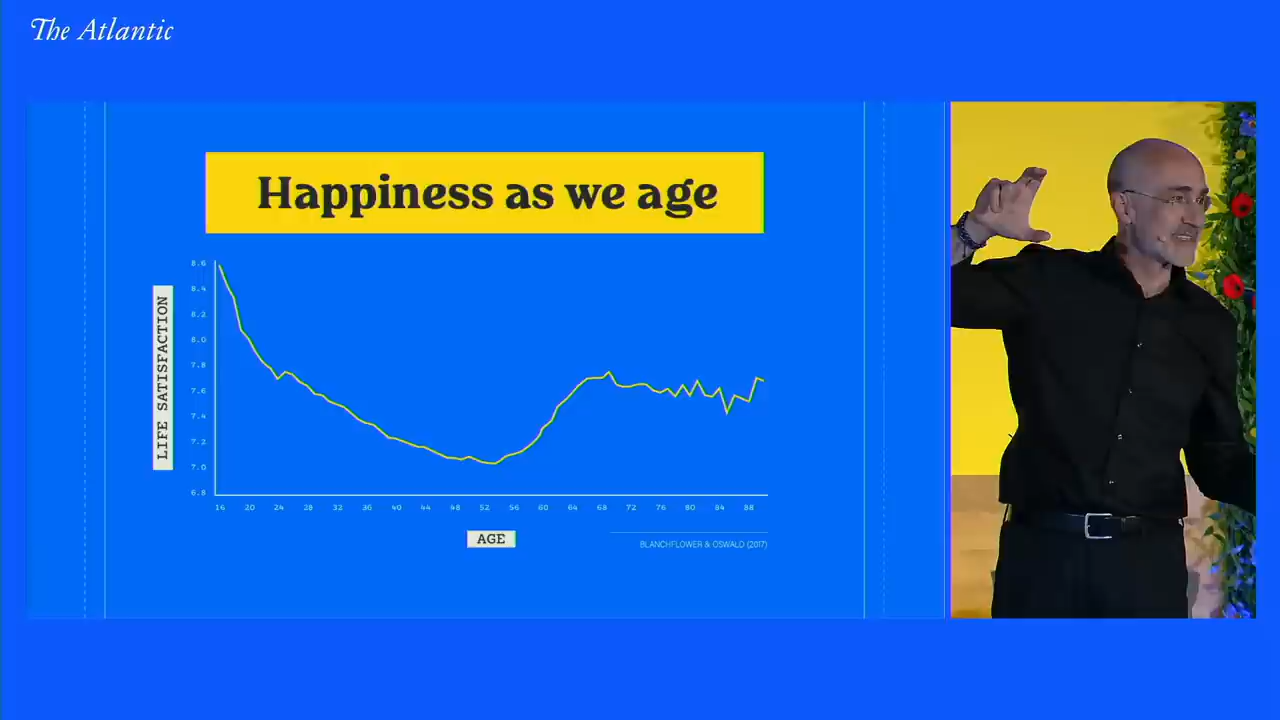 The Atlantic
Happiness as we age
LIFE SATISFACTION
8.6
8.4
8.2
8.0
7.8
7.6
7.4
7.2
7.0
6.8
16 20 24 28 32 36 40 44 48 52 56 60 64 68 72 76 80 84 88
AGE
BLANCHFLOWER & OSWALO (2017)